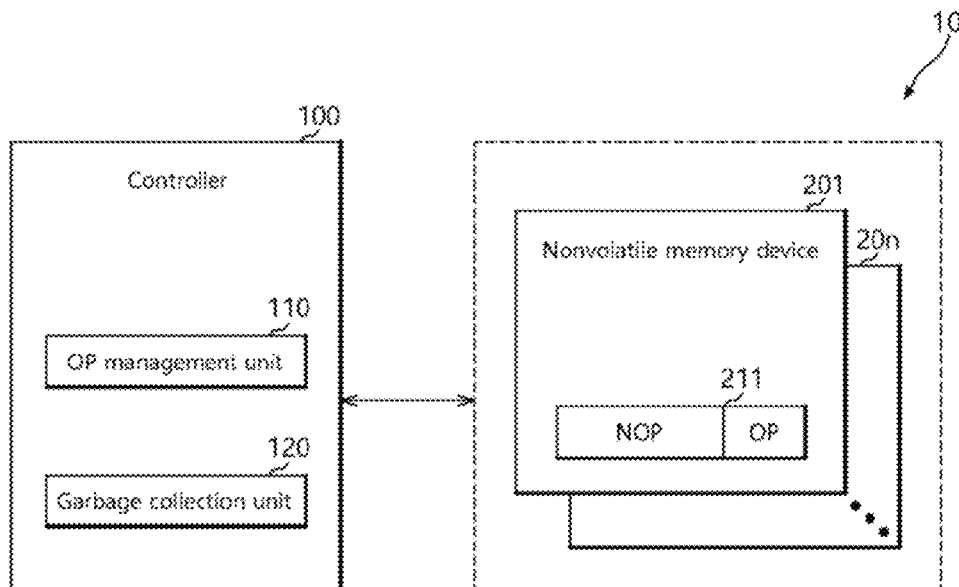 10
100
Controller
201
Nonvolatile memory device
20n
110
OP management unit
211
NOP
OP
120
Garbage collection unit